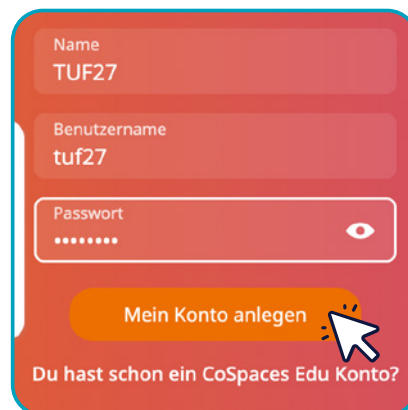 Name
TUF27
Benutzername
tuf27
Passwort
••••••••
Mein Konto anlegen
Du hast schon ein CoSpaces Edu Konto?